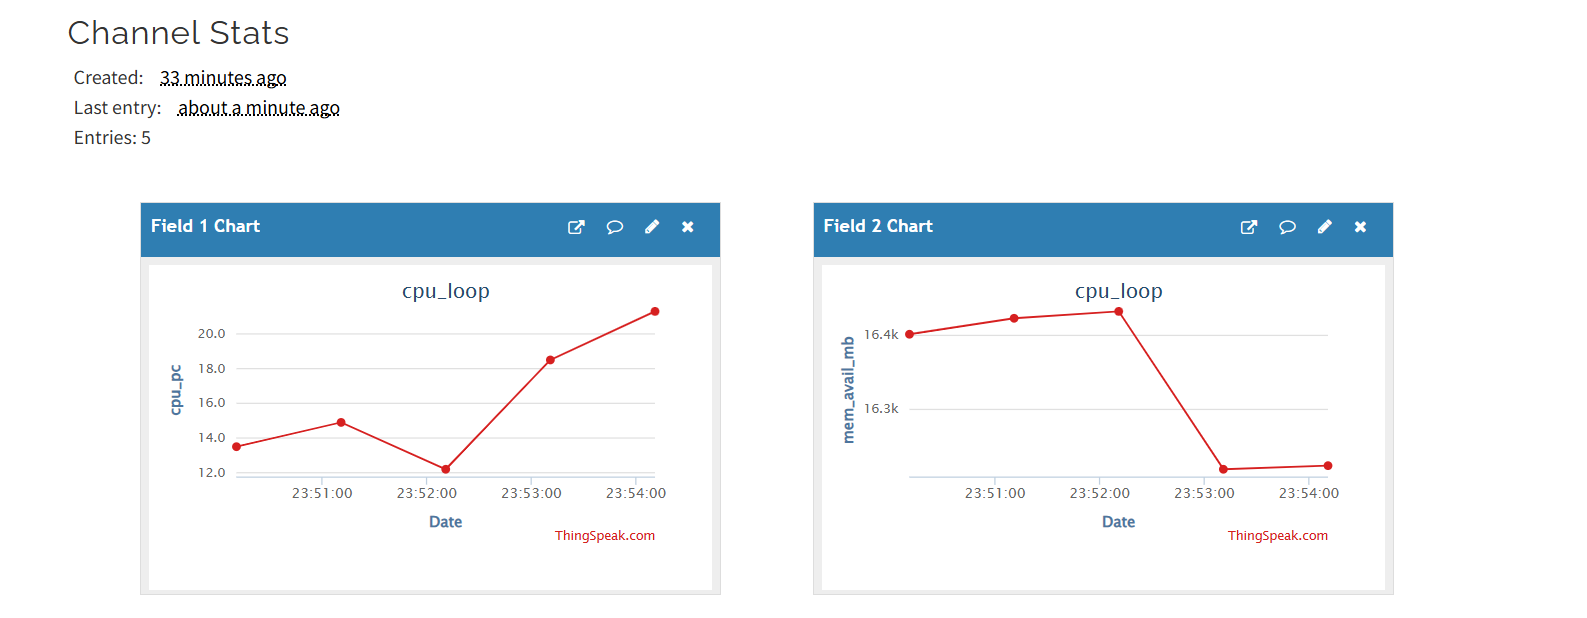 Channel Stats
Created: 33 minutes ago
Last entry: about a minute ago
Entries: 5
Field 1 Chart
cpu_loop
cpu_pc
20.0
18.0
16.0
14.0
12.0
23:51:00 23:52:00 23:53:00 23:54:00
Date
ThingSpeak.com
Field 2 Chart
cpu_loop
mem_avail_mb
16.4k
16.3k
23:51:00 23:52:00 23:53:00 23:54:00
Date
ThingSpeak.com